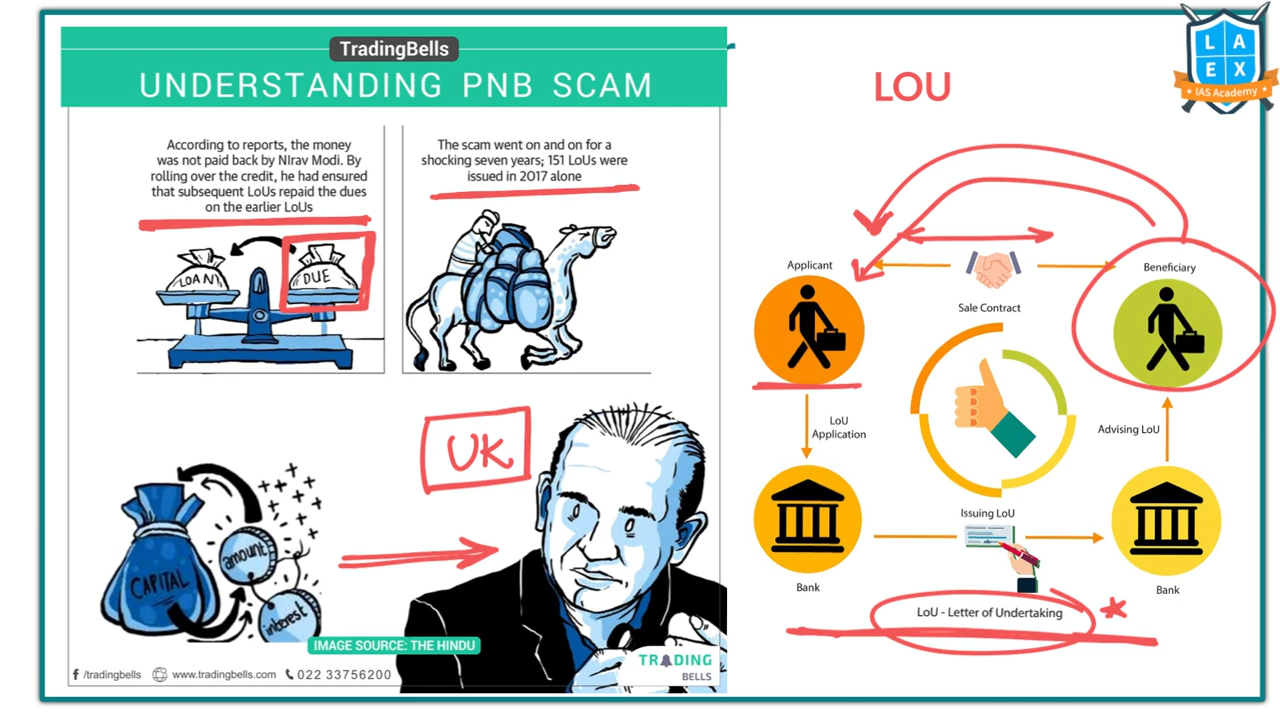 TradingBells
UNDERSTANDING PNB SCAM
According to reports, the money
was not paid back by NIrav Modi. By
rolling over the credit, he had ensured
that subsequent LoUs repaid the dues
on the earlier LoUs
The scam went on and on for a
shocking seven years; 151 LoUs were
issued in 2017 alone
LOAN
DUE
UK
CAPITAL
amount
interest
IMAGE SOURCE: THE HINDU
/tradingbells
www.tradingbells.com
022 33756200
TRADING
BELLS
LOU
L A
E X
IAS Academy
Applicant
Beneficiary
Sale Contract
LoU
Application
Advising LoU
Issuing LoU
Bank
Bank
LoU - Letter of Undertaking